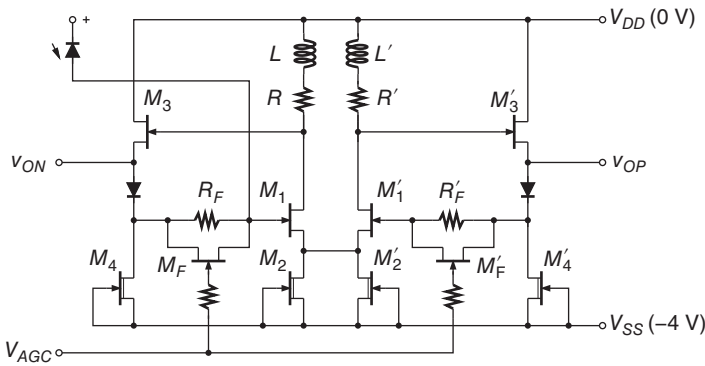 +
V_DD (0 V)
L L′
R R′
M_3 M′_3
v_ON v_OP
R_F M_1 M′_1 R′_F
M_4 M_F M_2 M′_2 M′_F M′_4
V_SS (−4 V)
V_AGC